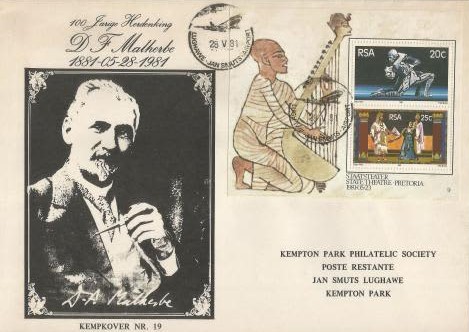 100 Jarige Herdenking
D F Malherbe
1881-05-28-1981
28 V 81
LUGHAWE JAN SMUTS AIRPORT
RSA 20c
RSA 25c
STAATSTEATER
STATE THEATRE · PRETORIA
1981·05·23
KEMPTON PARK PHILATELIC SOCIETY
POSTE RESTANTE
JAN SMUTS LUGHAWE
KEMPTON PARK
D. F. Malherbe
KEMPKOVER NR. 19